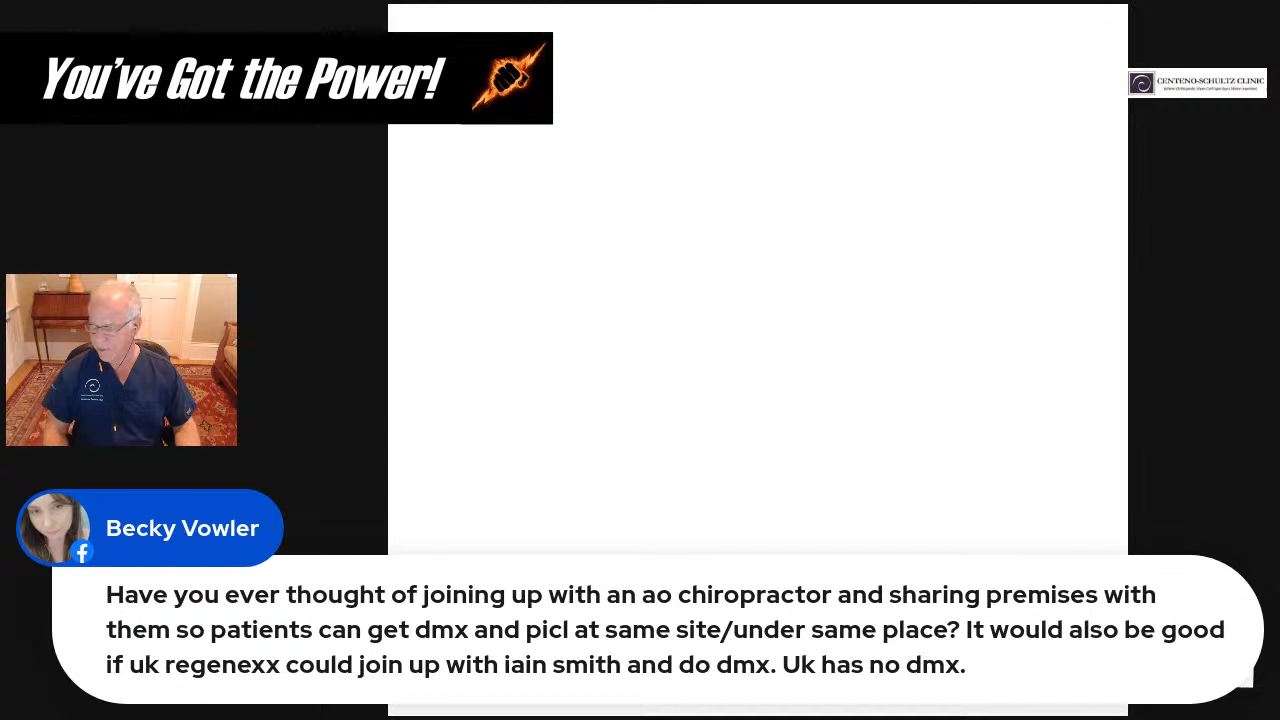 You've Got the Power!
CENTENO-SCHULTZ CLINIC
Becky Vowler
Have you ever thought of joining up with an ao chiropractor and sharing premises with
them so patients can get dmx and picl at same site/under same place? It would also be good
if uk regenexx could join up with iain smith and do dmx. Uk has no dmx.